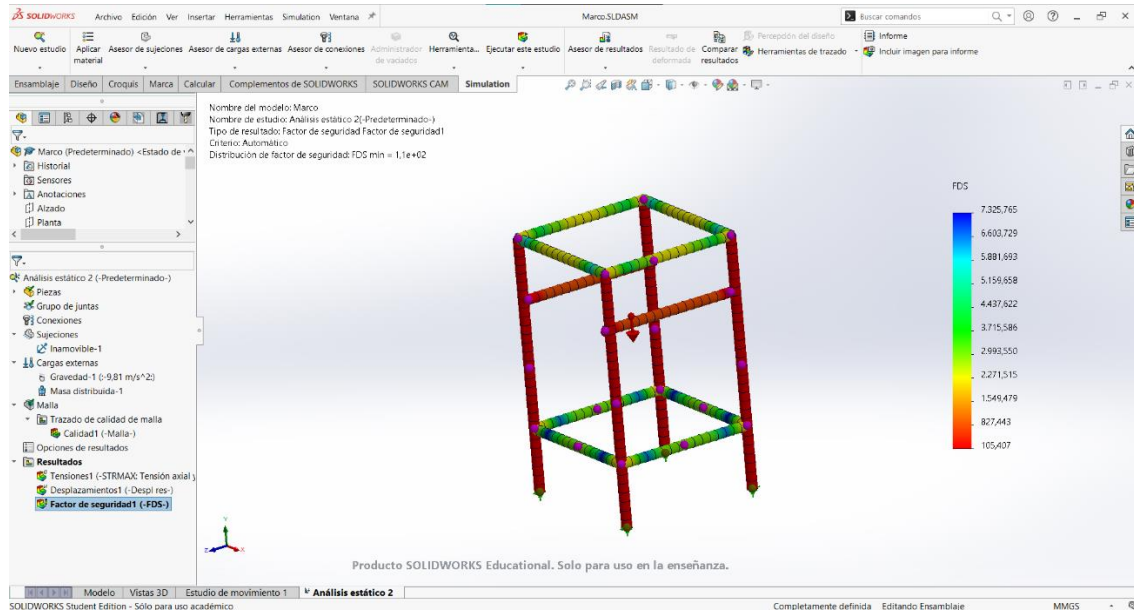 SOLIDWORKS Archivo Edición Ver Insertar Herramientas Simulation Ventana Marco.SLDASM Buscar comandos
Nuevo estudio Aplicar material Asesor de sujeciones Asesor de cargas externas Asesor de conexiones Administrador de vaciados Herramienta... Ejecutar este estudio Asesor de resultados Resultado de deformada Comparar resultados Percepción del diseño Herramientas de trazado Informe Incluir imagen para informe
Ensamblaje Diseño Croquis Marca Calcular Complementos de SOLIDWORKS SOLIDWORKS CAM Simulation
Nombre del modelo: Marco
Nombre de estudio: Análisis estático 2(-Predeterminado-)
Tipo de resultado: Factor de seguridad Factor de seguridad1
Criterio: Automático
Distribución de factor de seguridad: FDS mín = 1,1e+02
Marco (Predeterminado) <Estado de
Historial
Sensores
Anotaciones
Alzado
Planta
Análisis estático 2 (-Predeterminado-)
Piezas
Grupo de juntas
Conexiones
Sujeciones
Inamovible-1
Cargas externas
Gravedad-1 (:-9,81 m/s^2:)
Masa distribuida-1
Malla
Trazado de calidad de malla
Calidad1 (-Malla-)
Opciones de resultados
Resultados
Tensiones1 (-STRMAX: Tensión axial y
Desplazamientos1 (-Despl res-)
Factor de seguridad1 (-FDS-)
FDS
7.325,765
6.603,729
5.881,693
5.159,658
4.437,622
3.715,586
2.993,550
2.271,515
1.549,479
827,443
105,407
Y
Z
X
Producto SOLIDWORKS Educational. Solo para uso en la enseñanza.
Modelo Vistas 3D Estudio de movimiento 1 Análisis estático 2
SOLIDWORKS Student Edition - Sólo para uso académico Completamente definida Editando Ensamblaje MMGS